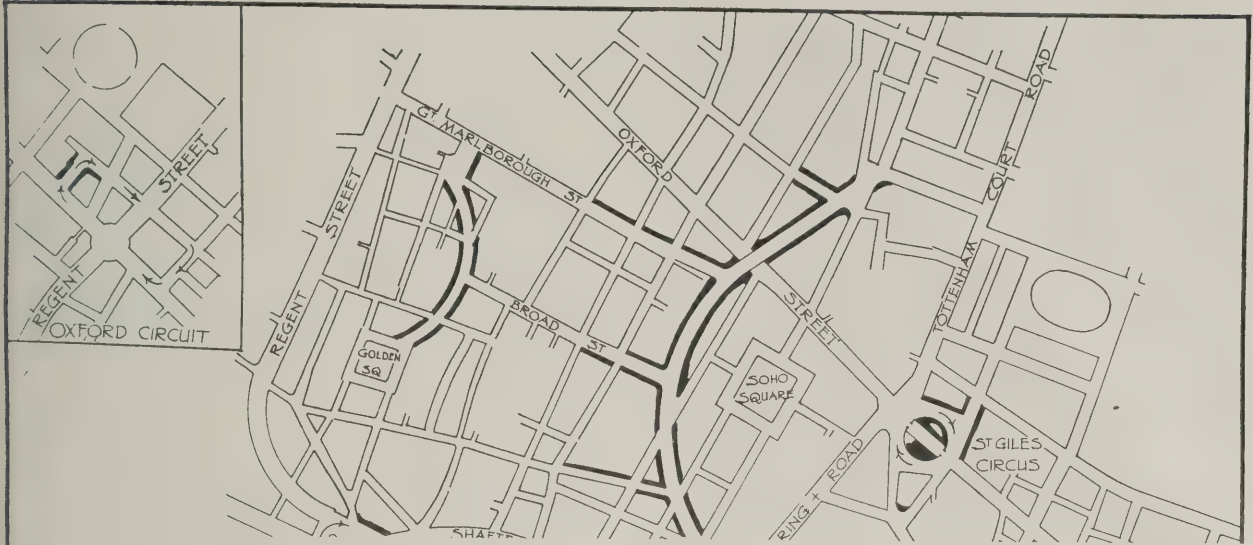 STREET
REGENT
OXFORD CIRCUIT
GT MARLBOROUGH ST
OXFORD
STREET
REGENT
STREET
GOLDEN
SQ
BROAD
ST
SOHO
SQUARE
TOTTENHAM
COURT
ROAD
RING + ROAD
ST GILES
CIRCUS
SHAFTE